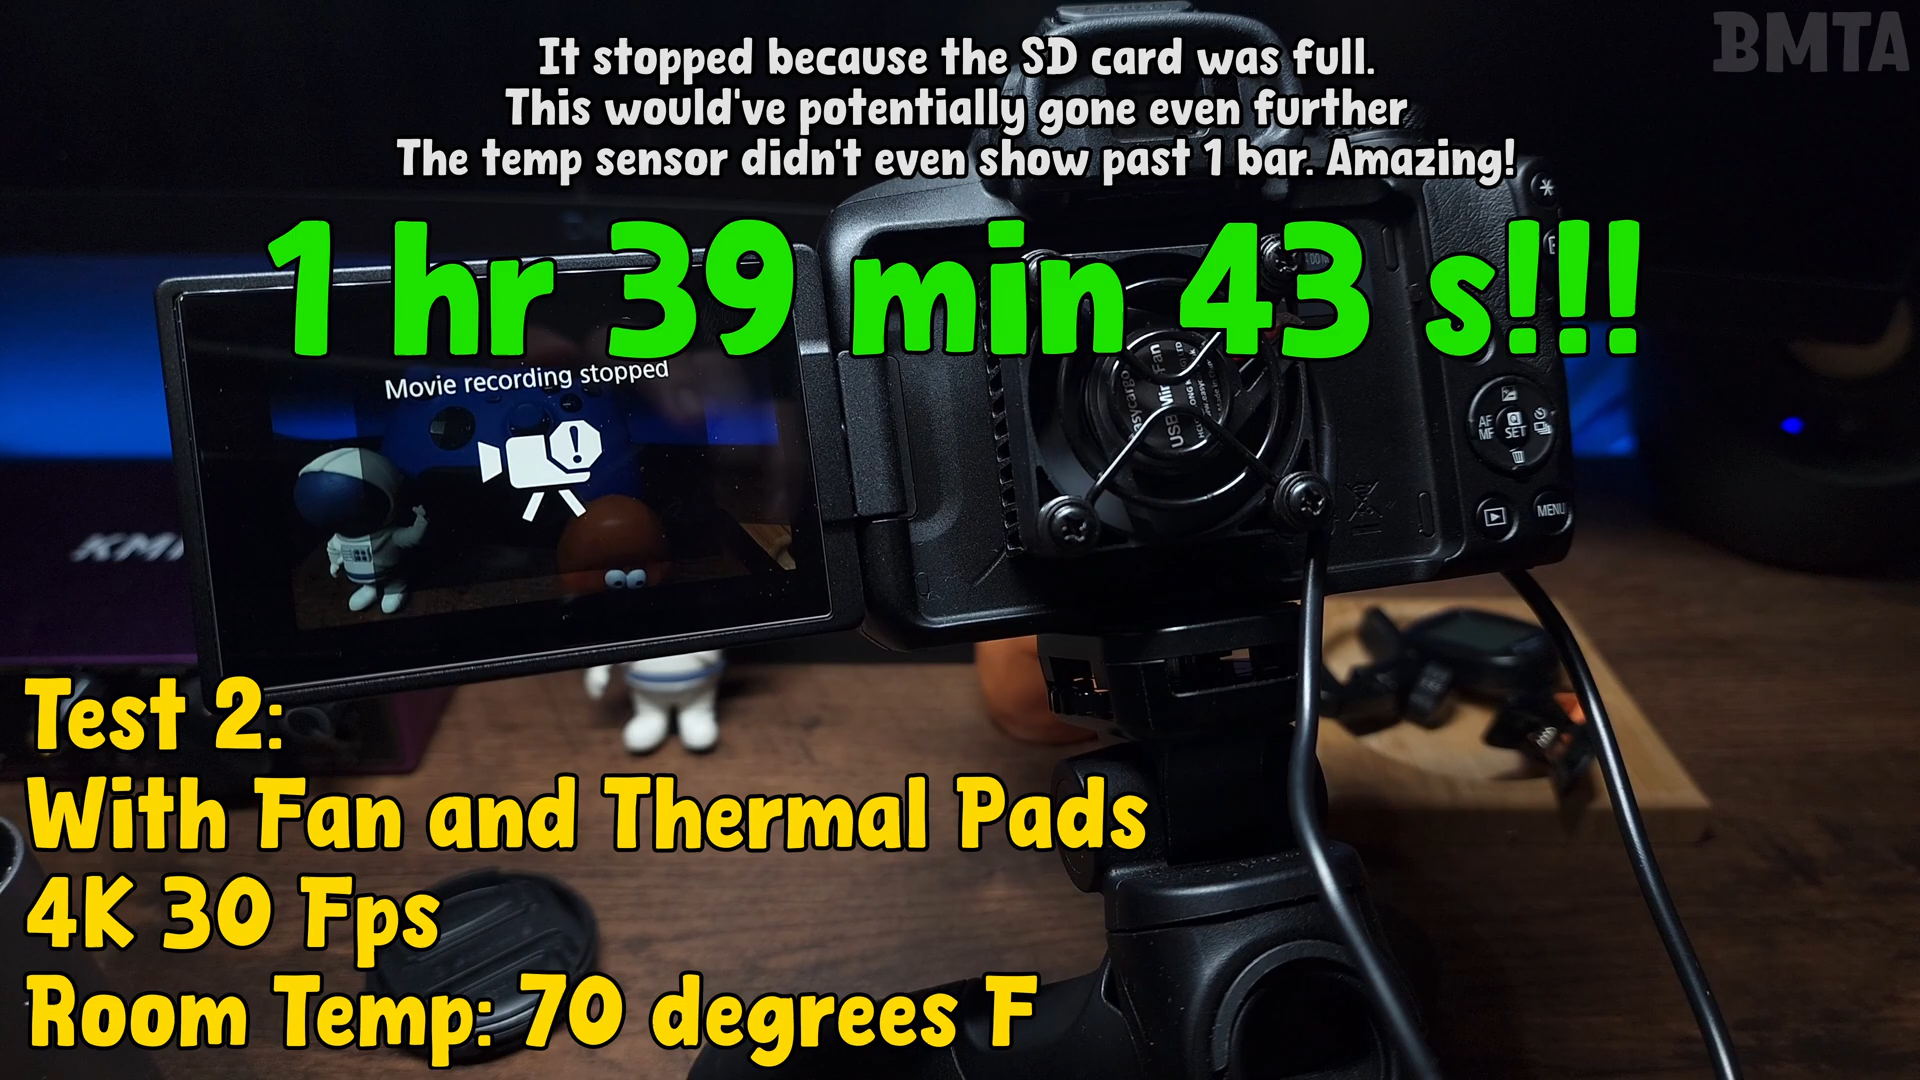 BMTA
It stopped because the SD card was full.
This would've potentially gone even further
The temp sensor didn't even show past 1 bar. Amazing!
1 hr 39 min 43 s!!!
Movie recording stopped
USB Mini Fan
AF
MF
SET
MENU
Test 2:
With Fan and Thermal Pads
4K 30 Fps
Room Temp: 70 degrees F